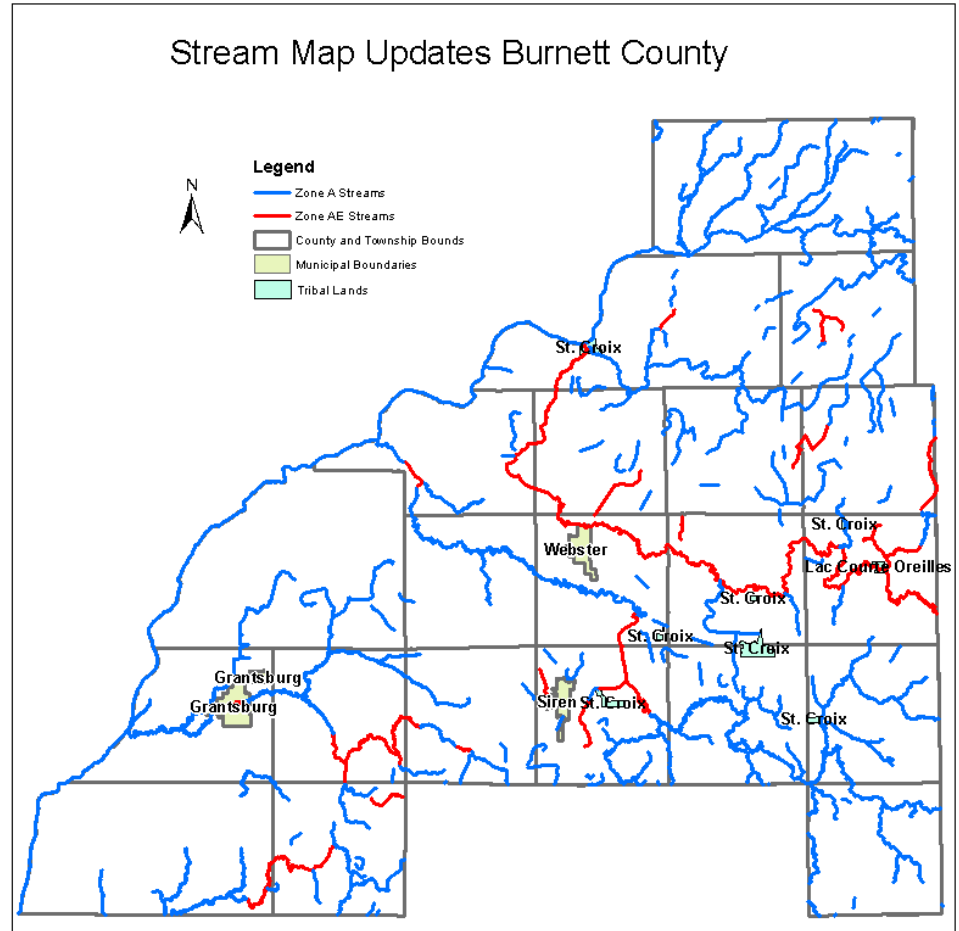 Stream Map Updates Burnett County
Legend
N
Zone A Streams
Zone AE Streams
County and Township Bounds
Municipal Boundaries
Tribal Lands
St. Croix
St. Croix
Webster
Lac Courte Oreilles
St. Croix
St. Croix
St. Croix
Grantsburg
Grantsburg
Siren
St. Croix
St. Croix